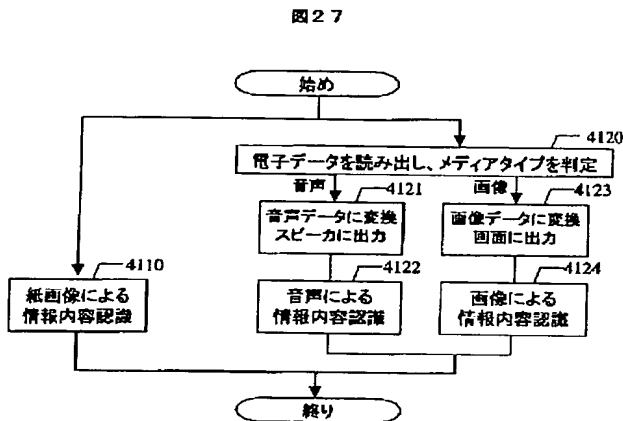 図27
始め
4120
電子データを読み出し、メディアタイプを判定
音声
4121
画像
4123
音声データに変換
スピーカに出力
画像データに変換
画面に出力
4110
紙画像による
情報内容認識
4122
音声による
情報内容認識
4124
画像による
情報内容認識
終り